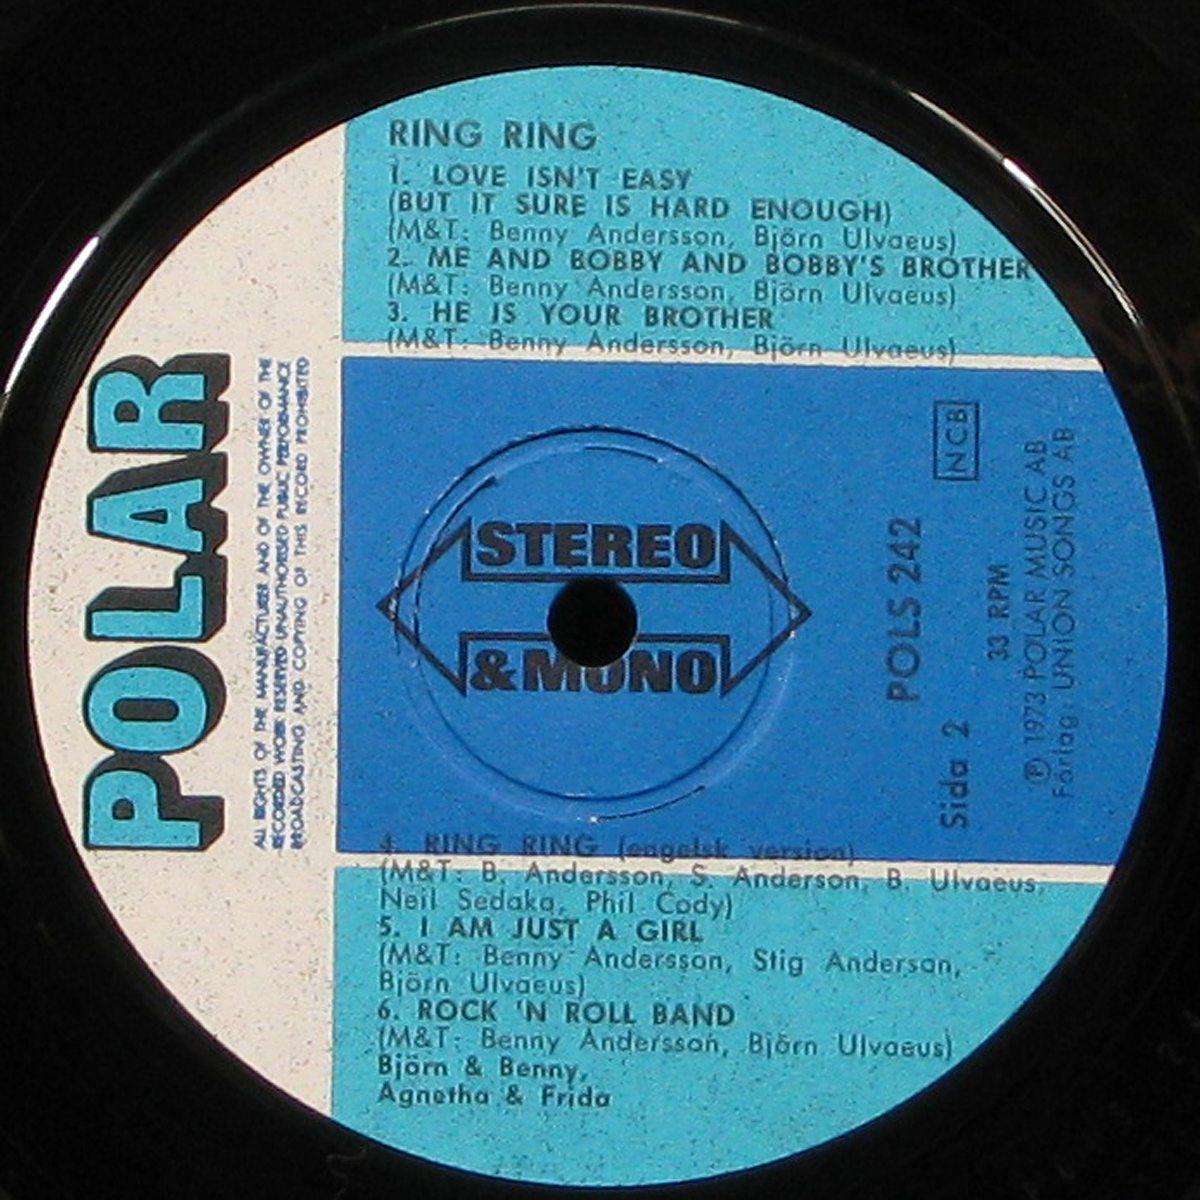 RING RING
1. LOVE ISN'T EASY
(BUT IT SURE IS HARD ENOUGH)
(M&T: Benny Andersson, Björn Ulvaeus)
2. ME AND BOBBY AND BOBBY'S BROTHER
(M&T: Benny Andersson, Björn Ulvaeus)
3. HE IS YOUR BROTHER
(M&T: Benny Andersson, Björn Ulvaeus)
POLAR
ALL RIGHTS OF THE MANUFACTURER AND OF THE OWNER OF THE
RECORDED WORK RESERVED UNAUTHORISED PUBLIC PERFORMANCE
BROADCASTING AND COPYING OF THIS RECORD PROHIBITED
STEREO
& MONO
NCB
POLS 242
Sida 2
33 RPM
Ⓟ 1973 POLAR MUSIC AB
Förlag: UNION SONGS AB
4. RING RING (engelsk version)
(M&T: B. Andersson, S. Anderson, B. Ulvaeus,
Neil Sedaka, Phil Cody)
5. I AM JUST A GIRL
(M&T: Benny Andersson, Stig Anderson,
Björn Ulvaeus)
6. ROCK 'N ROLL BAND
(M&T: Benny Andersson, Björn Ulvaeus)
Björn & Benny,
Agnetha & Frida